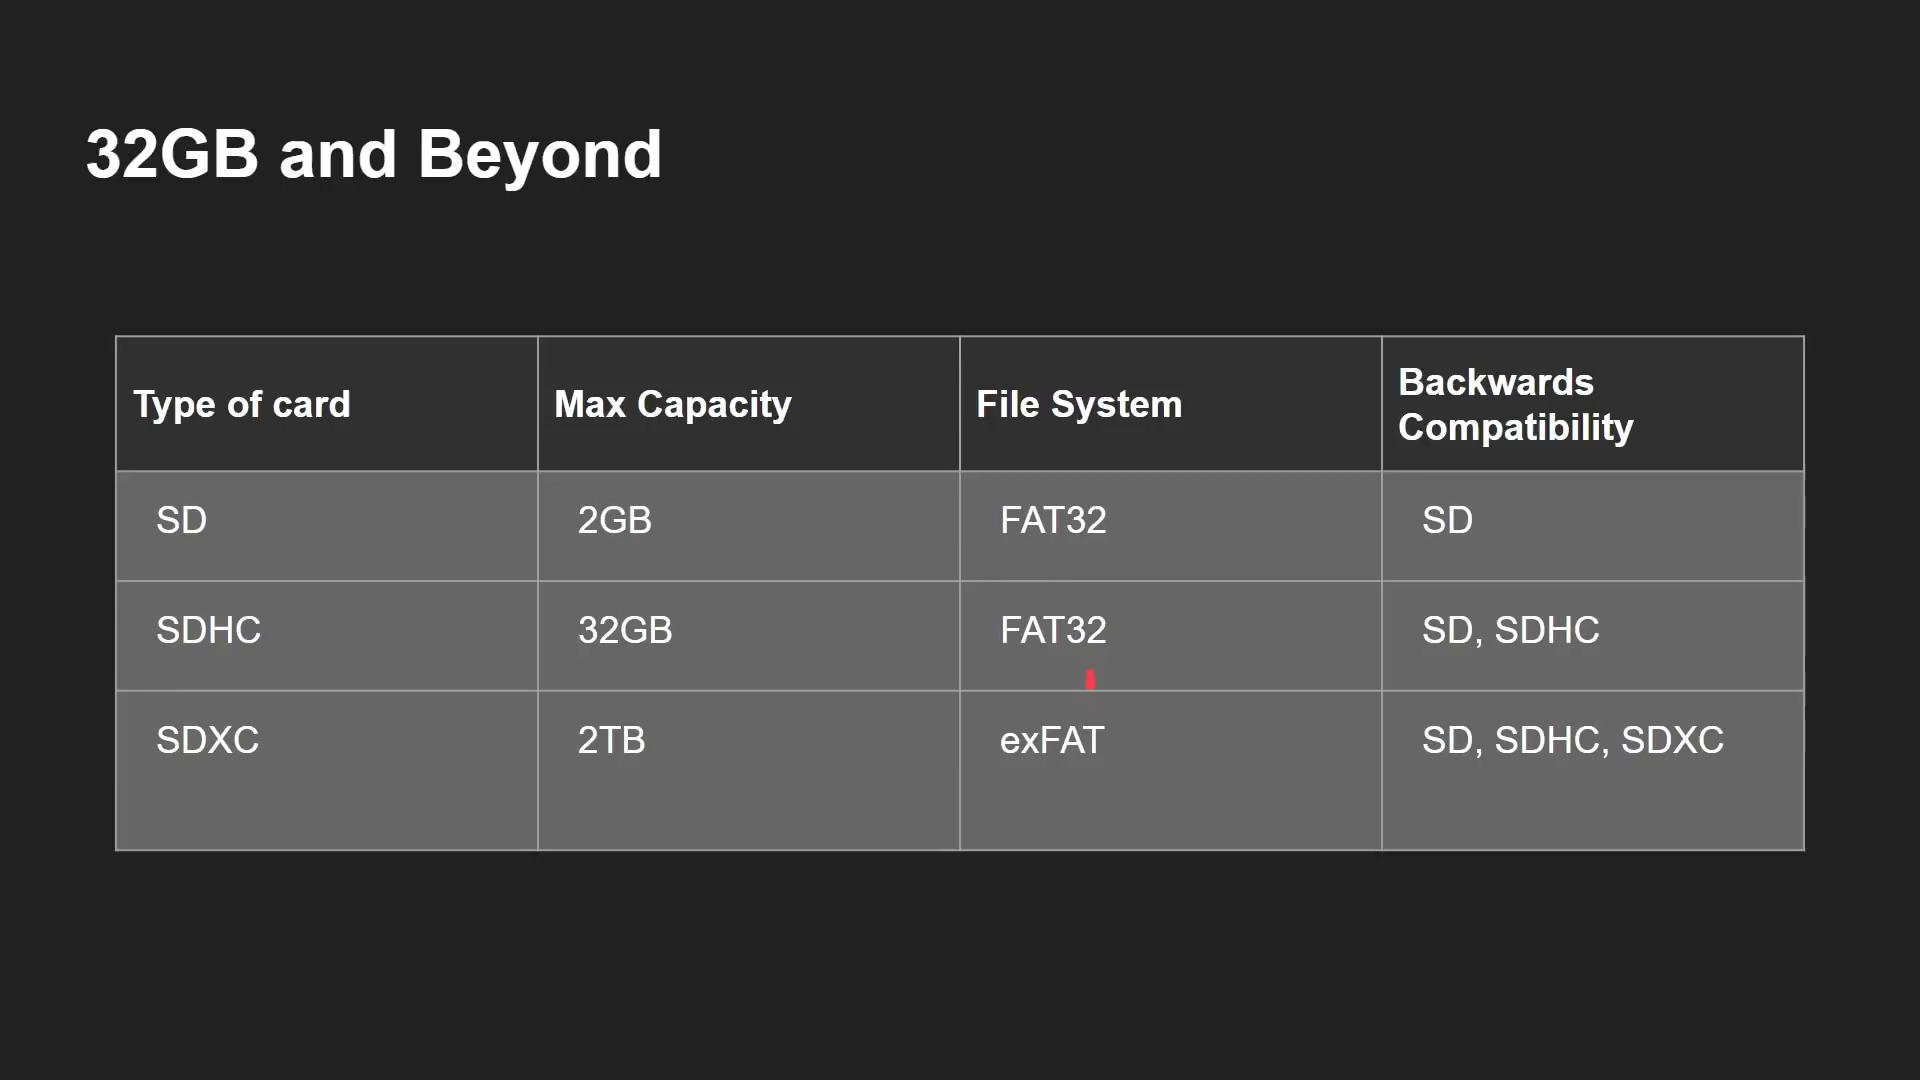 32GB and Beyond
Type of card
Max Capacity
File System
Backwards
Compatibility
SD
2GB
FAT32
SD
SDHC
32GB
FAT32
SD, SDHC
SDXC
2TB
exFAT
SD, SDHC, SDXC